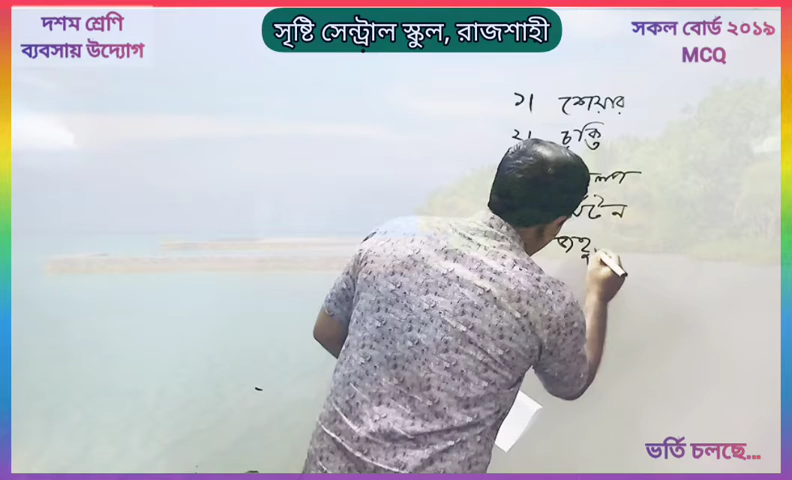 দশম শ্রেণি
ব্যবসায় উদ্যোগ
সৃষ্টি সেন্ট্রাল স্কুল, রাজশাহী
সকল বোর্ড ২০১৯
MCQ
১। শেয়ার
২। চুক্তি
ভর্তি চলছে...